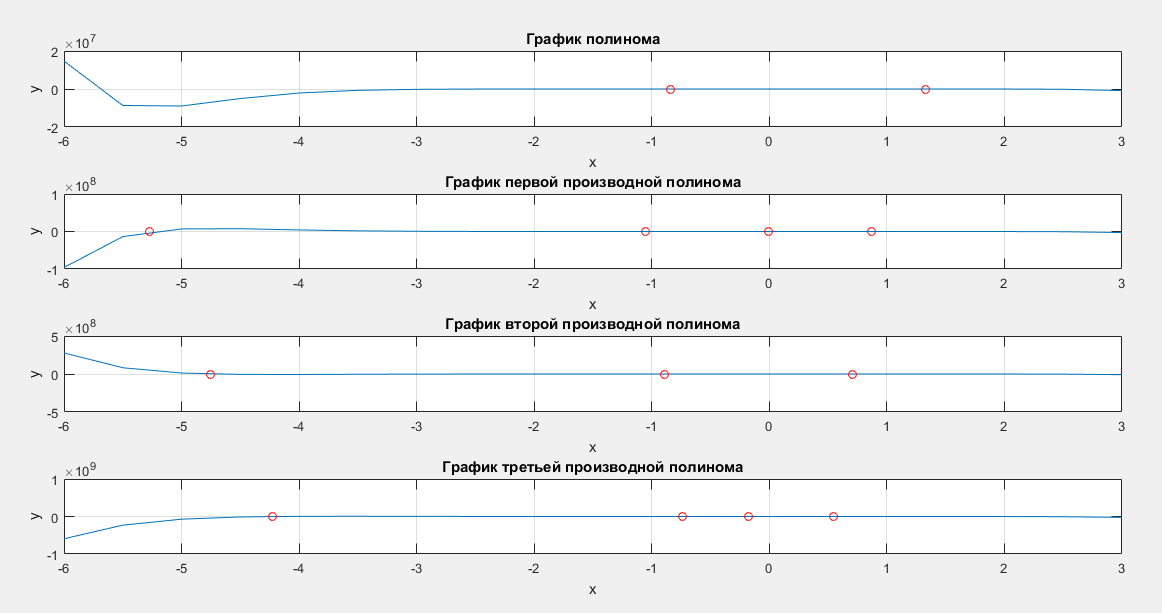 График полинома
×10^7
2
0
-2
y
-6 -5 -4 -3 -2 -1 0 1 2 3
x
График первой производной полинома
×10^8
1
0
-1
y
-6 -5 -4 -3 -2 -1 0 1 2 3
x
График второй производной полинома
×10^8
5
0
-5
y
-6 -5 -4 -3 -2 -1 0 1 2 3
x
График третьей производной полинома
×10^9
1
0
-1
y
-6 -5 -4 -3 -2 -1 0 1 2 3
x